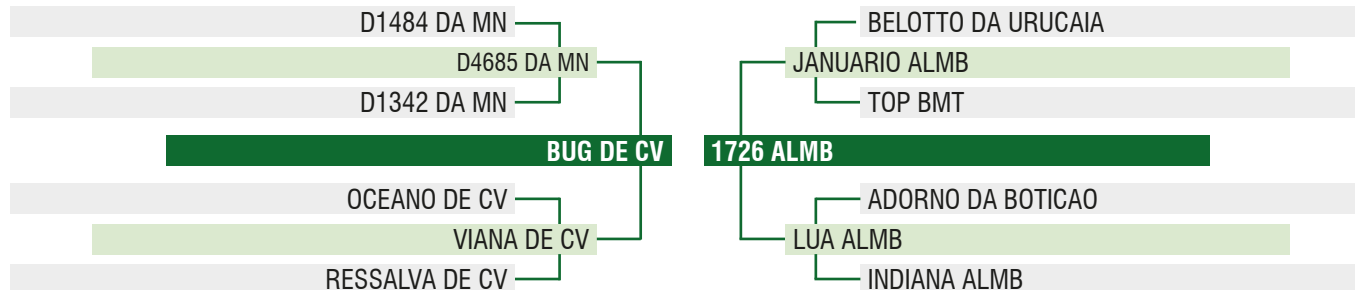 D1484 DA MN
D4685 DA MN
D1342 DA MN
BUG DE CV
OCEANO DE CV
VIANA DE CV
RESSALVA DE CV
BELOTTO DA URUCAIA
JANUARIO ALMB
TOP BMT
1726 ALMB
ADORNO DA BOTICAO
LUA ALMB
INDIANA ALMB